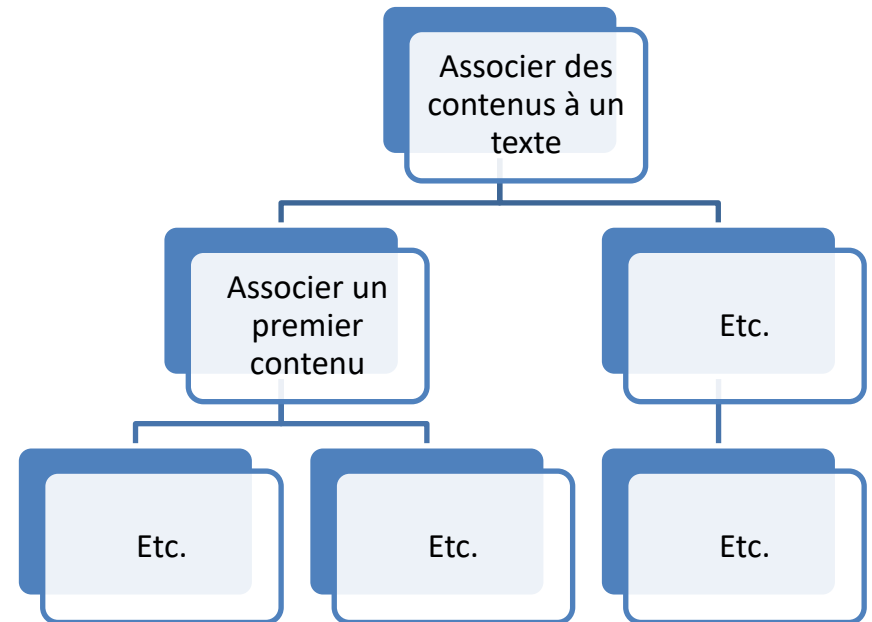 Associer des
contenus à un
texte
Associer un
premier
contenu
Etc.
Etc.
Etc.
Etc.